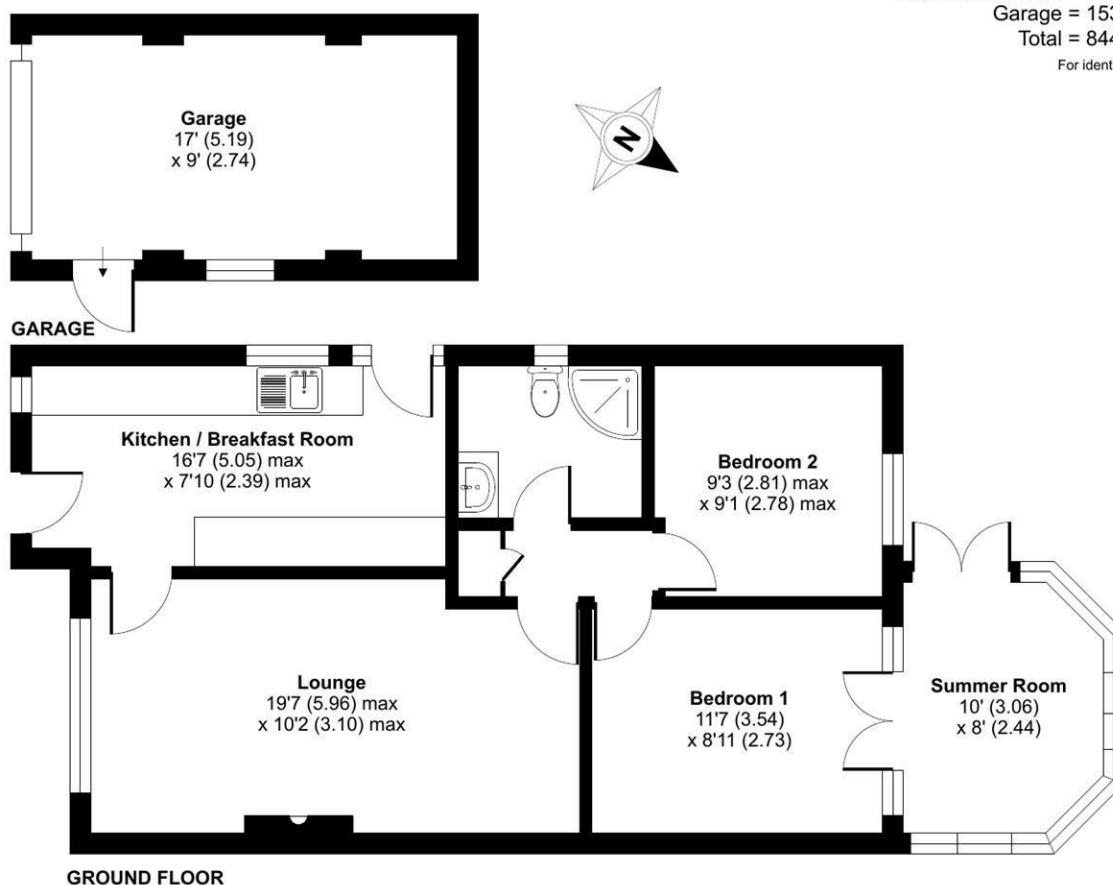 Garage = 153
Total = 844
For ident
Garage
17' (5.19)
x 9' (2.74)
N
GARAGE
Kitchen / Breakfast Room
16'7 (5.05) max
x 7'10 (2.39) max
Bedroom 2
9'3 (2.81) max
x 9'1 (2.78) max
Lounge
19'7 (5.96) max
x 10'2 (3.10) max
Bedroom 1
11'7 (3.54)
x 8'11 (2.73)
Summer Room
10' (3.06)
x 8' (2.44)
GROUND FLOOR